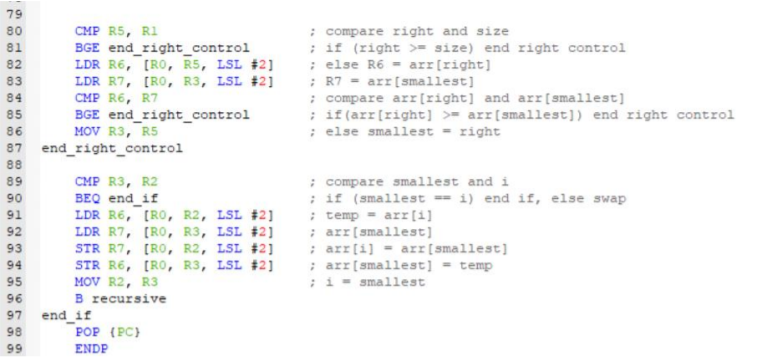 79
80 CMP R5, R1 ; compare right and size
81 BGE end_right_control ; if (right >= size) end right control
82 LDR R6, [R0, R5, LSL #2] ; else R6 = arr[right]
83 LDR R7, [R0, R3, LSL #2] ; R7 = arr[smallest]
84 CMP R6, R7 ; compare arr[right] and arr[smallest]
85 BGE end_right_control ; if(arr[right] >= arr[smallest]) end right control
86 MOV R3, R5 ; else smallest = right
87 end_right_control
88
89 CMP R3, R2 ; compare smallest and i
90 BEQ end_if ; if (smallest == i) end if, else swap
91 LDR R6, [R0, R2, LSL #2] ; temp = arr[i]
92 LDR R7, [R0, R3, LSL #2] ; arr[smallest]
93 STR R7, [R0, R2, LSL #2] ; arr[i] = arr[smallest]
94 STR R6, [R0, R3, LSL #2] ; arr[smallest] = temp
95 MOV R2, R3 ; i = smallest
96 B recursive
97 end_if
98 POP {PC}
99 ENDP